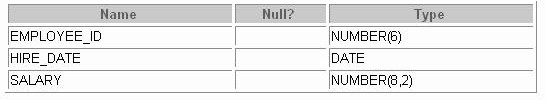 Name Null? Type
EMPLOYEE_ID NUMBER(6)
HIRE_DATE DATE
SALARY NUMBER(8,2)